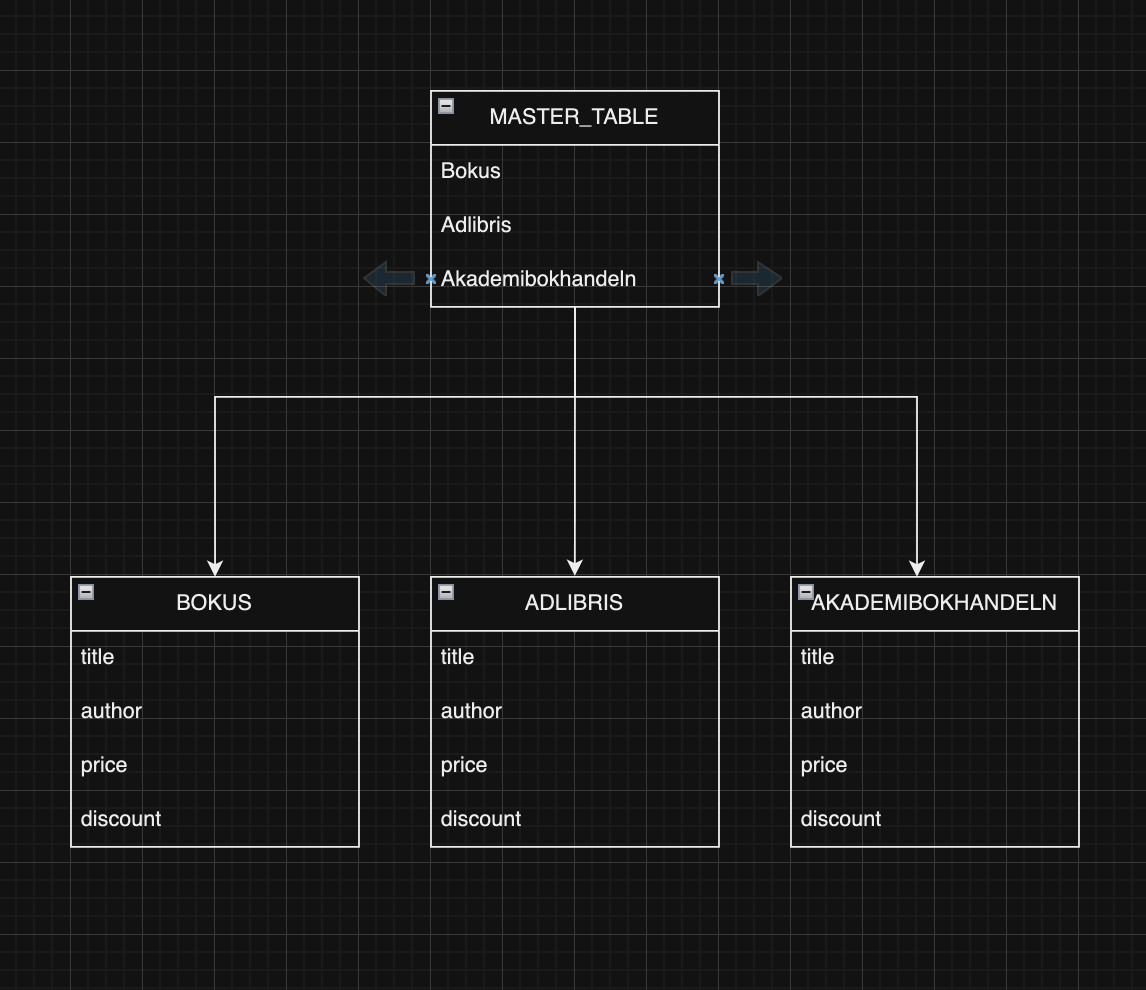 MASTER_TABLE
Bokus
Adlibris
Akademibokhandeln
BOKUS
title
author
price
discount
ADLIBRIS
title
author
price
discount
AKADEMIBOKHANDELN
title
author
price
discount